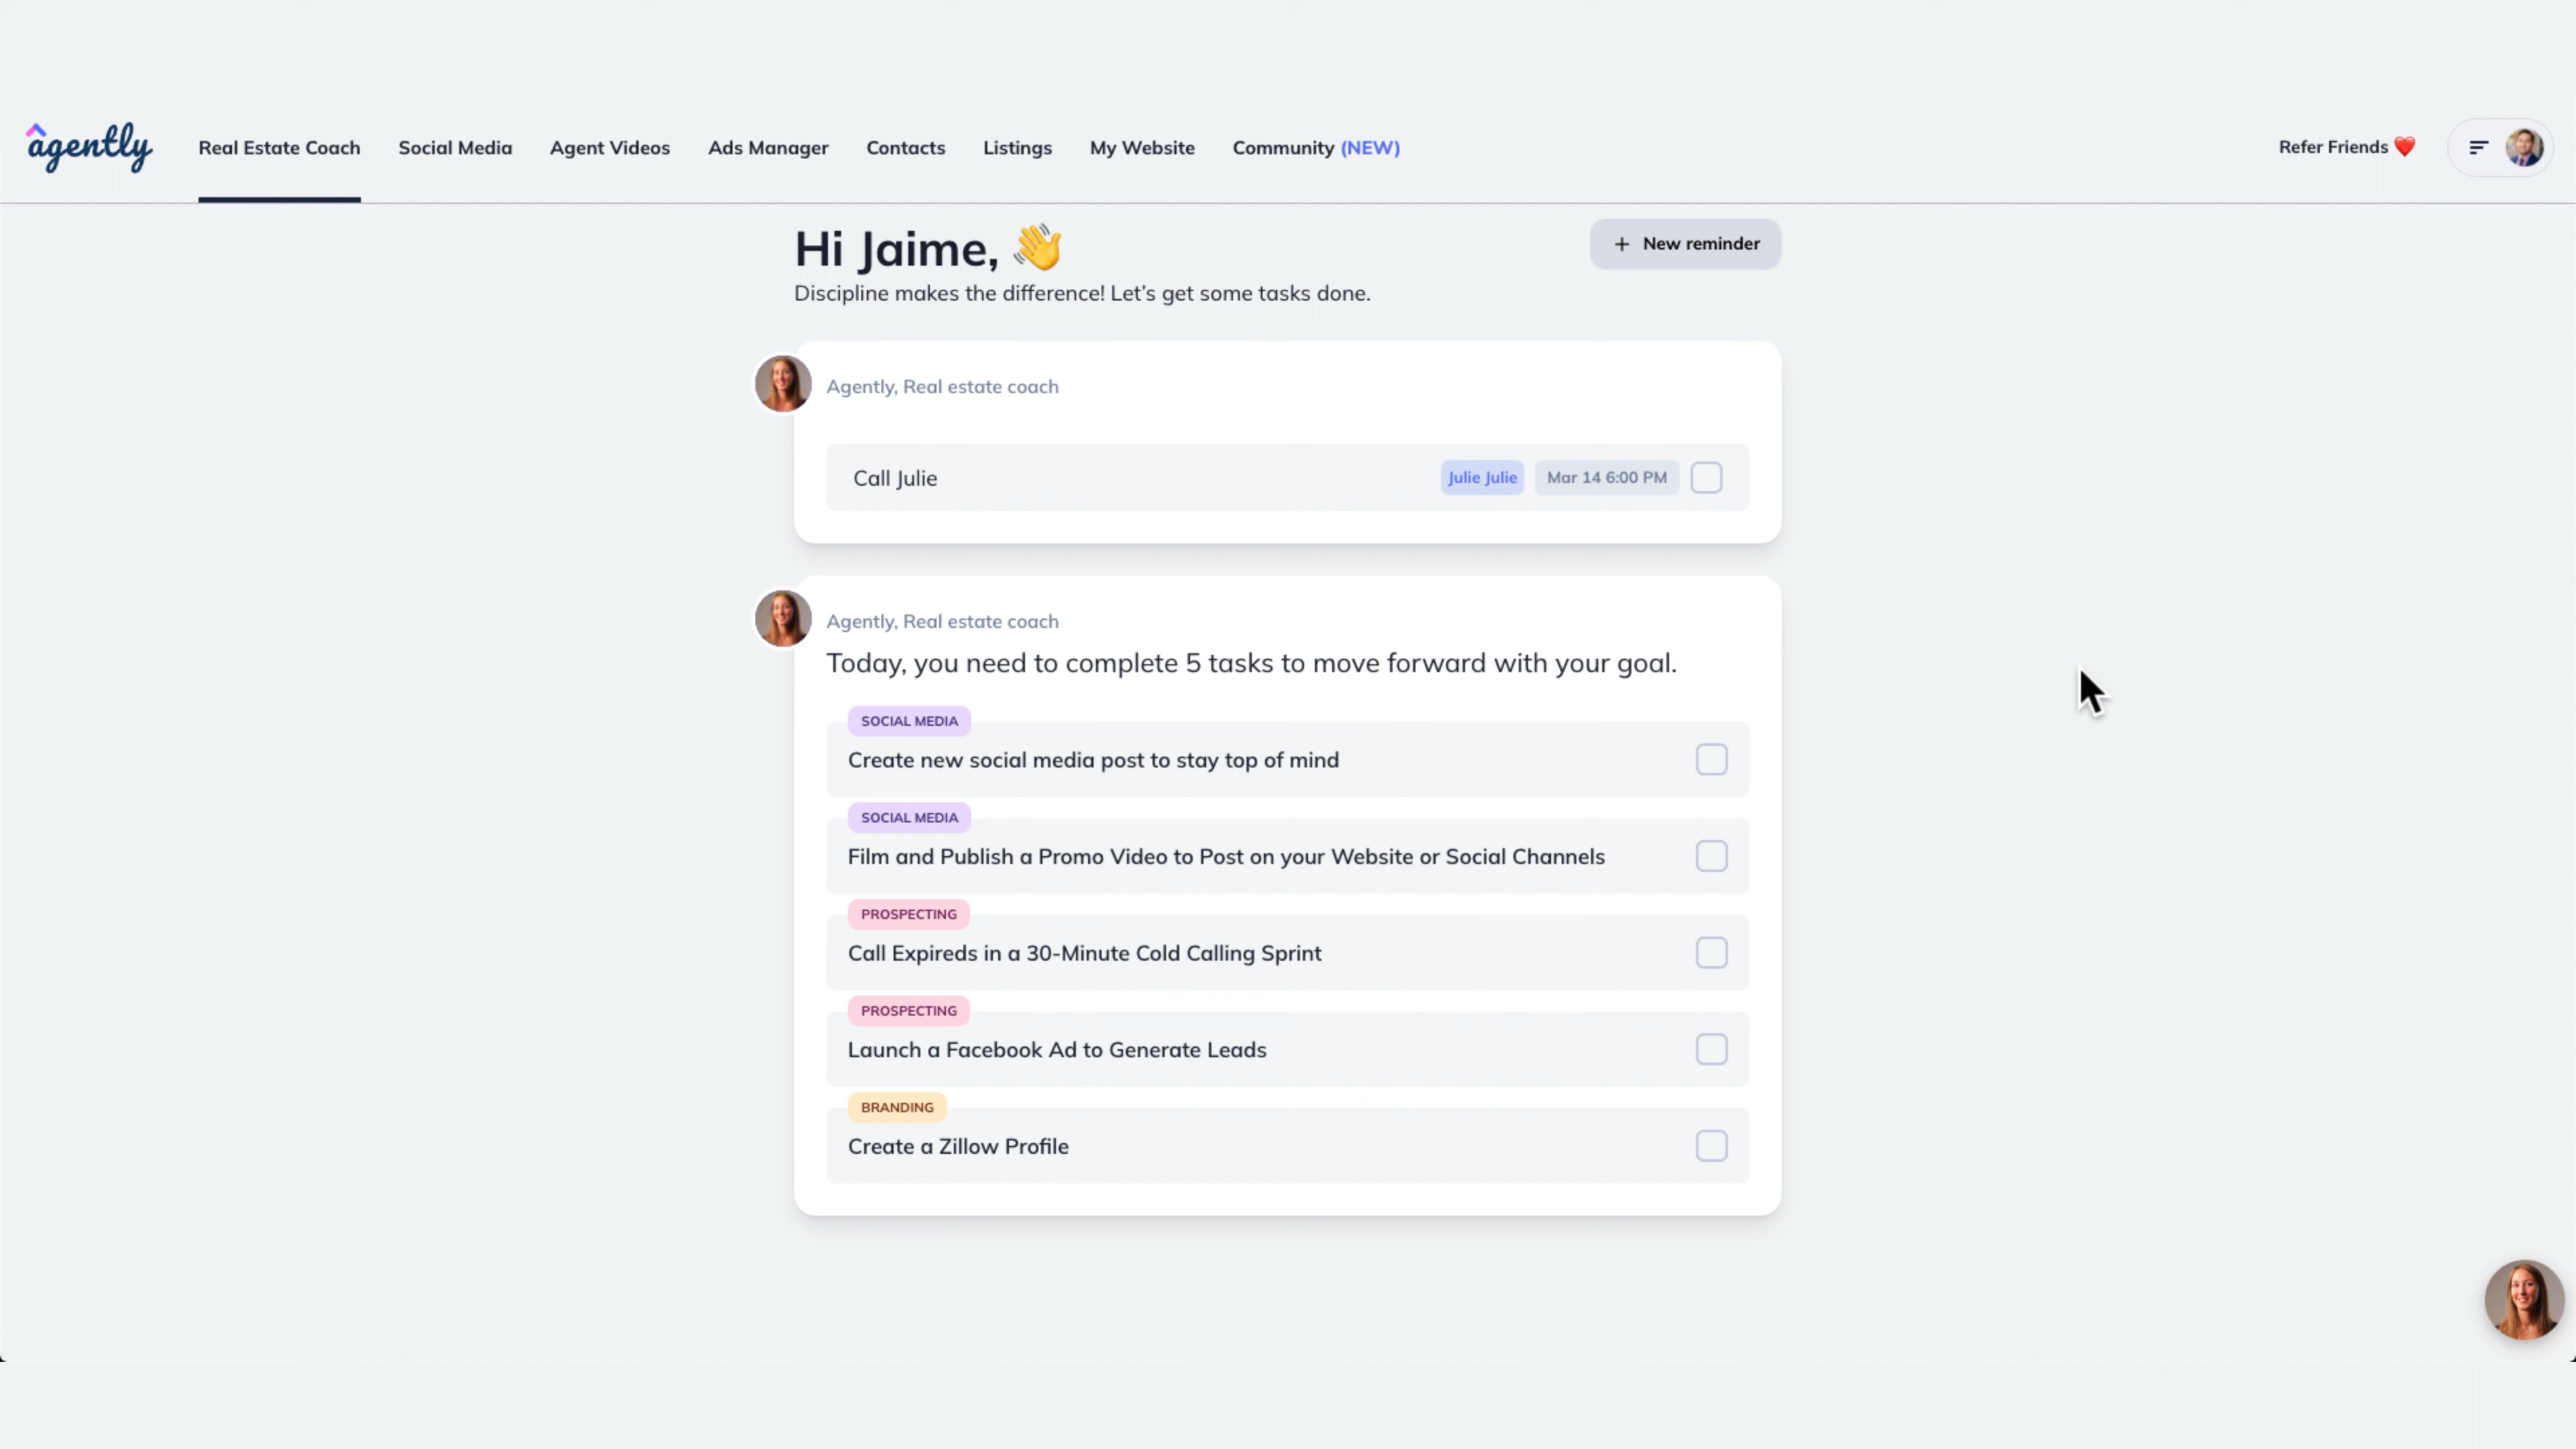 agently
Real Estate Coach
Social Media
Agent Videos
Ads Manager
Contacts
Listings
My Website
Community (NEW)
Refer Friends ❤️
Hi Jaime, 👋
+ New reminder
Discipline makes the difference! Let's get some tasks done.
Agently, Real estate coach
Call Julie
Julie Julie
Mar 14 6:00 PM
Agently, Real estate coach
Today, you need to complete 5 tasks to move forward with your goal.
SOCIAL MEDIA
Create new social media post to stay top of mind
SOCIAL MEDIA
Film and Publish a Promo Video to Post on your Website or Social Channels
PROSPECTING
Call Expireds in a 30-Minute Cold Calling Sprint
PROSPECTING
Launch a Facebook Ad to Generate Leads
BRANDING
Create a Zillow Profile